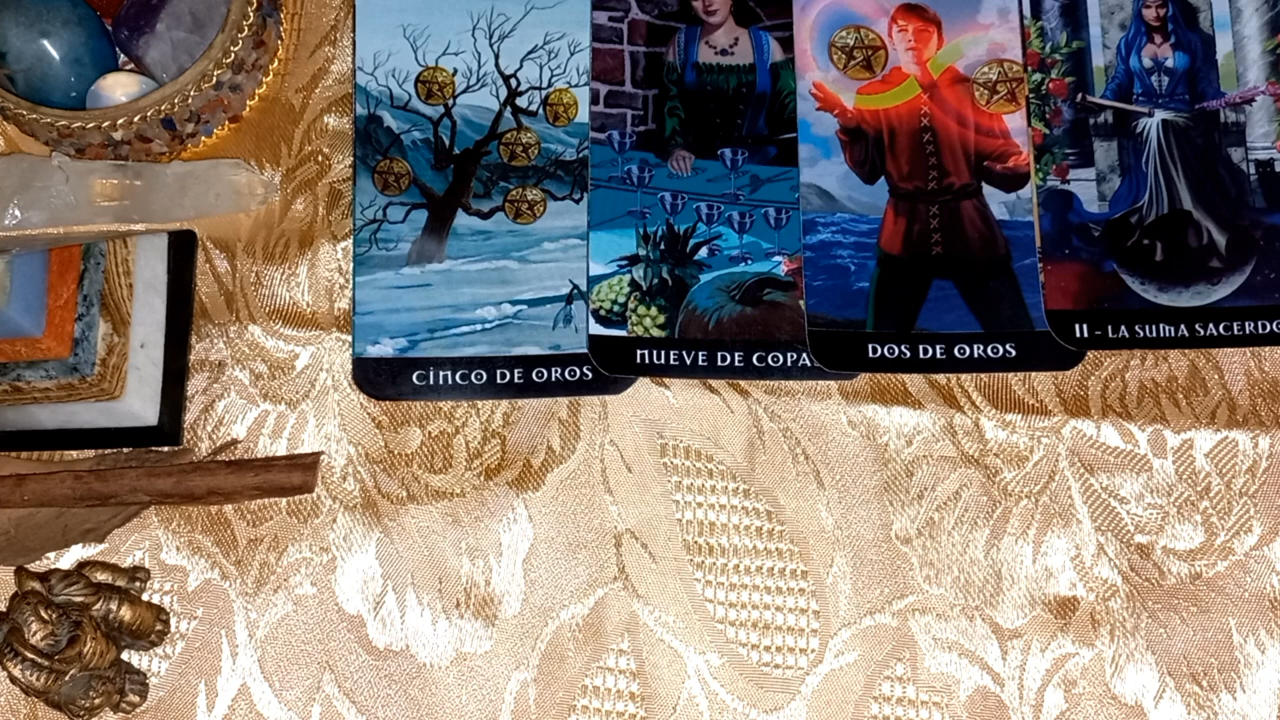 CINCO DE OROS
NUEVE DE COPA
DOS DE OROS
II - LA SUMA SACERDO